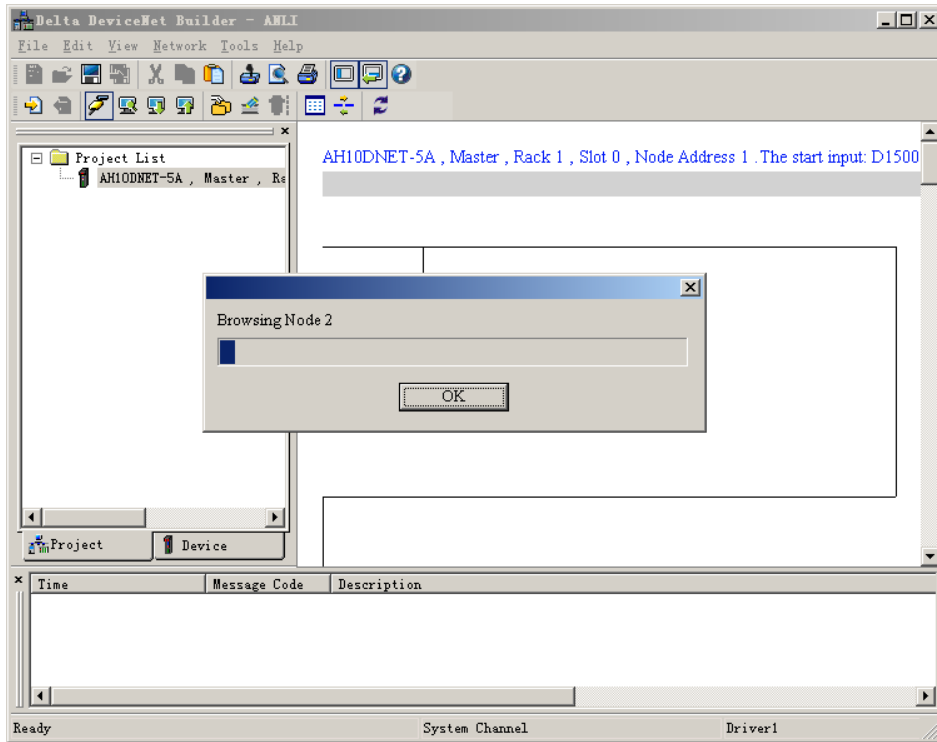 Delta DeviceNet Builder - ANLI
File Edit View Network Tools Help
Project List
AH10DNET-5A , Master , Ra
AH10DNET-5A , Master , Rack 1 , Slot 0 , Node Address 1 .The start input: D1500
Browsing Node 2
OK
Project Device
Time Message Code Description
Ready System Channel Driver1